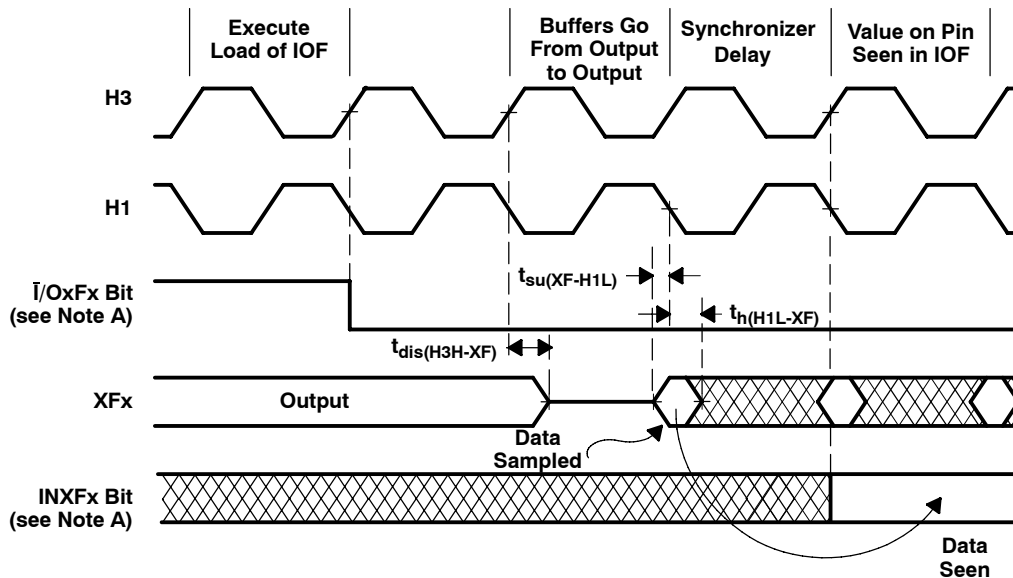 Execute
Load of IOF
Buffers Go
From Output
to Output
Synchronizer
Delay
Value on Pin
Seen in IOF
H3
H1
Ī/OxFx Bit
(see Note A)
tsu(XF-H1L)
th(H1L-XF)
tdis(H3H-XF)
XFx
Output
Data
Sampled
INXFx Bit
(see Note A)
Data
Seen